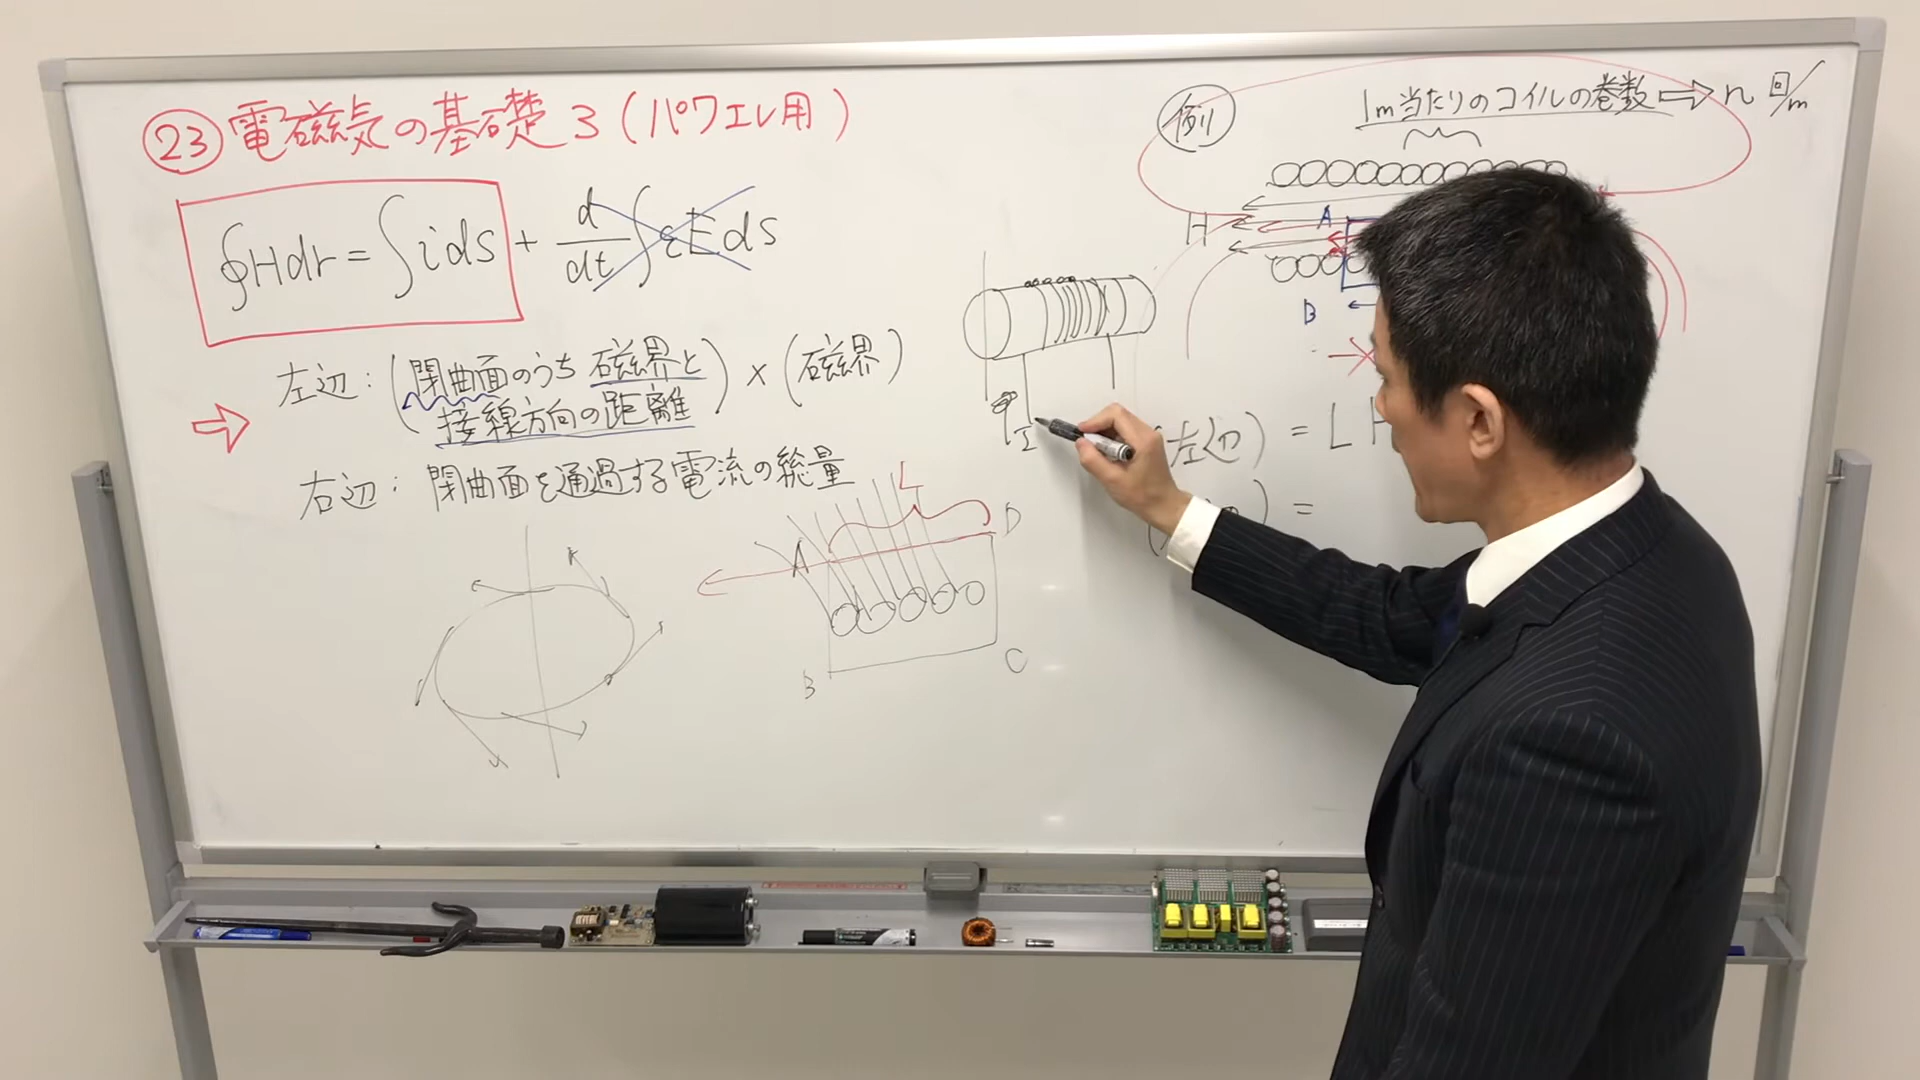 ㉓ 電磁気の基礎 3 (パワエレ用)
∮Hdr = ∫ids + d/dt ∫εEds
左辺: (閉曲面のうち磁界と
接線方向の距離) × (磁界)
⇨
右辺: 閉曲面を通過する電流の総量
L
A
D
B
C
I
例
1m当たりのコイルの巻数 ⇨ n 回/m
H
A
B
(左辺) = L H
) =